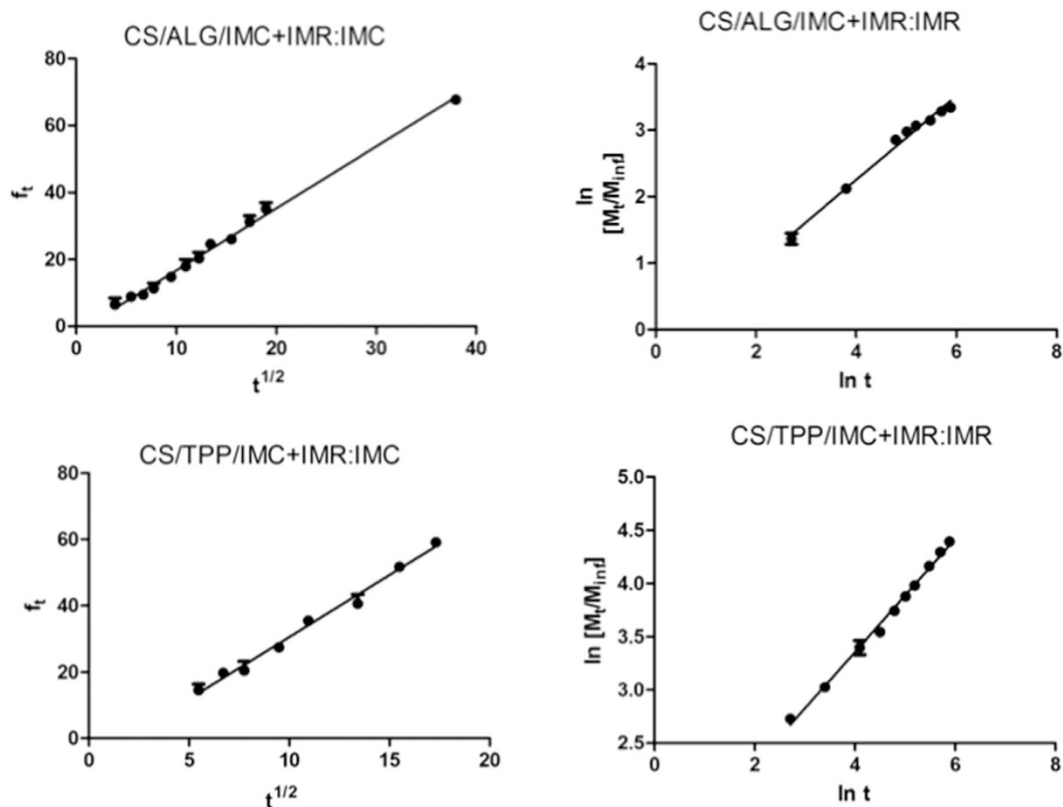 CS/ALG/IMC+IMR:IMC
80
60
40
20
0
f_t
0 10 20 30 40
t^{1/2}
CS/ALG/IMC+IMR:IMR
4
3
2
1
0
ln
[M_t/M_inf]
0 2 4 6 8
ln t
CS/TPP/IMC+IMR:IMC
80
60
40
20
0
f_t
0 5 10 15 20
t^{1/2}
CS/TPP/IMC+IMR:IMR
5.0
4.5
4.0
3.5
3.0
2.5
ln [M_t/M_inf]
0 2 4 6 8
ln t